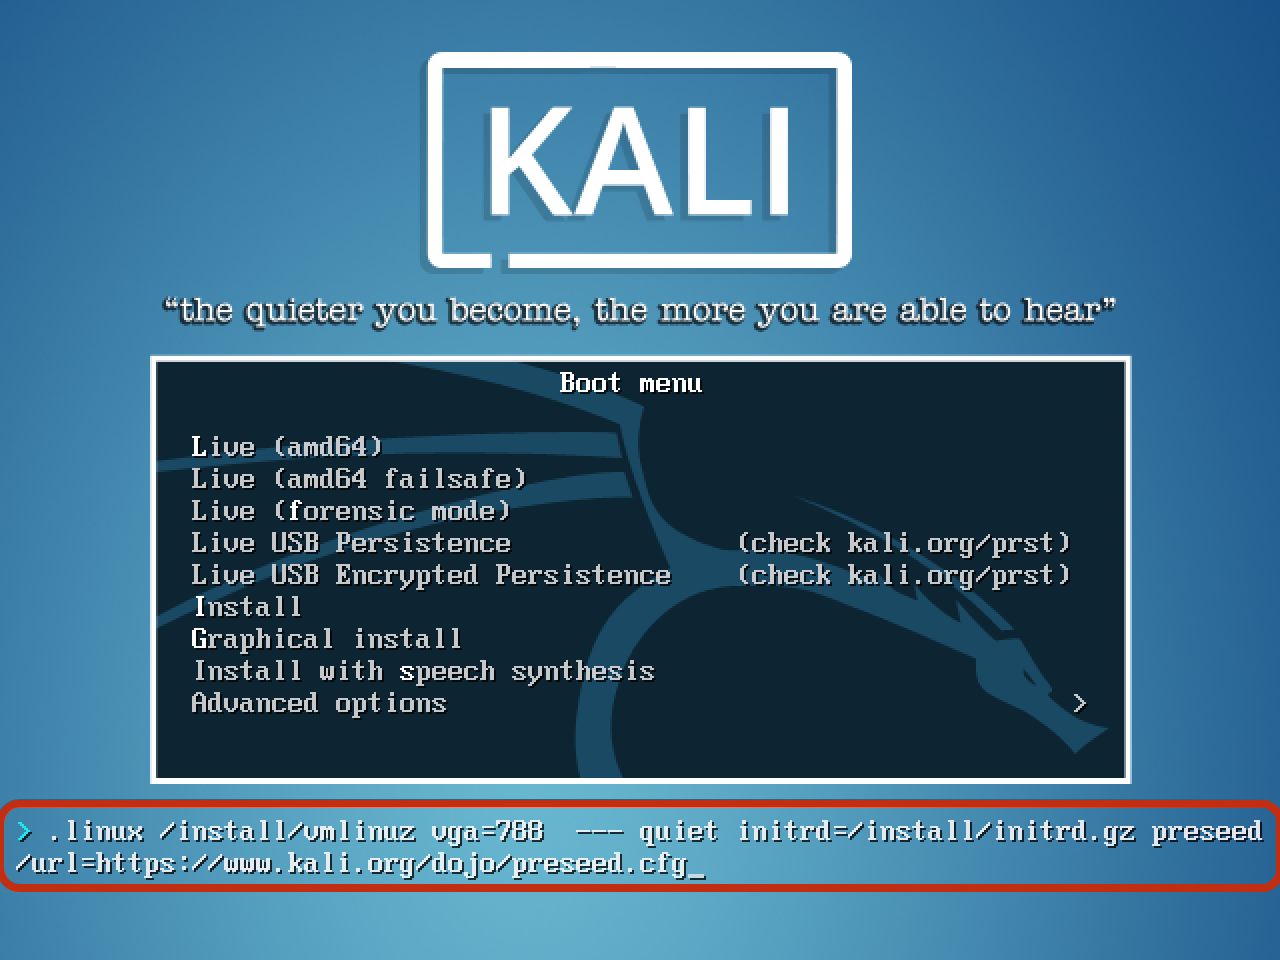 KALI
“the quieter you become, the more you are able to hear”
Boot menu
Live (amd64)
Live (amd64 failsafe)
Live (forensic mode)
Live USB Persistence (check kali.org/prst)
Live USB Encrypted Persistence (check kali.org/prst)
Install
Graphical install
Install with speech synthesis
Advanced options >
> .linux /install/vmlinuz vga=788  --- quiet initrd=/install/initrd.gz preseed
/url=https://www.kali.org/dojo/preseed.cfg_